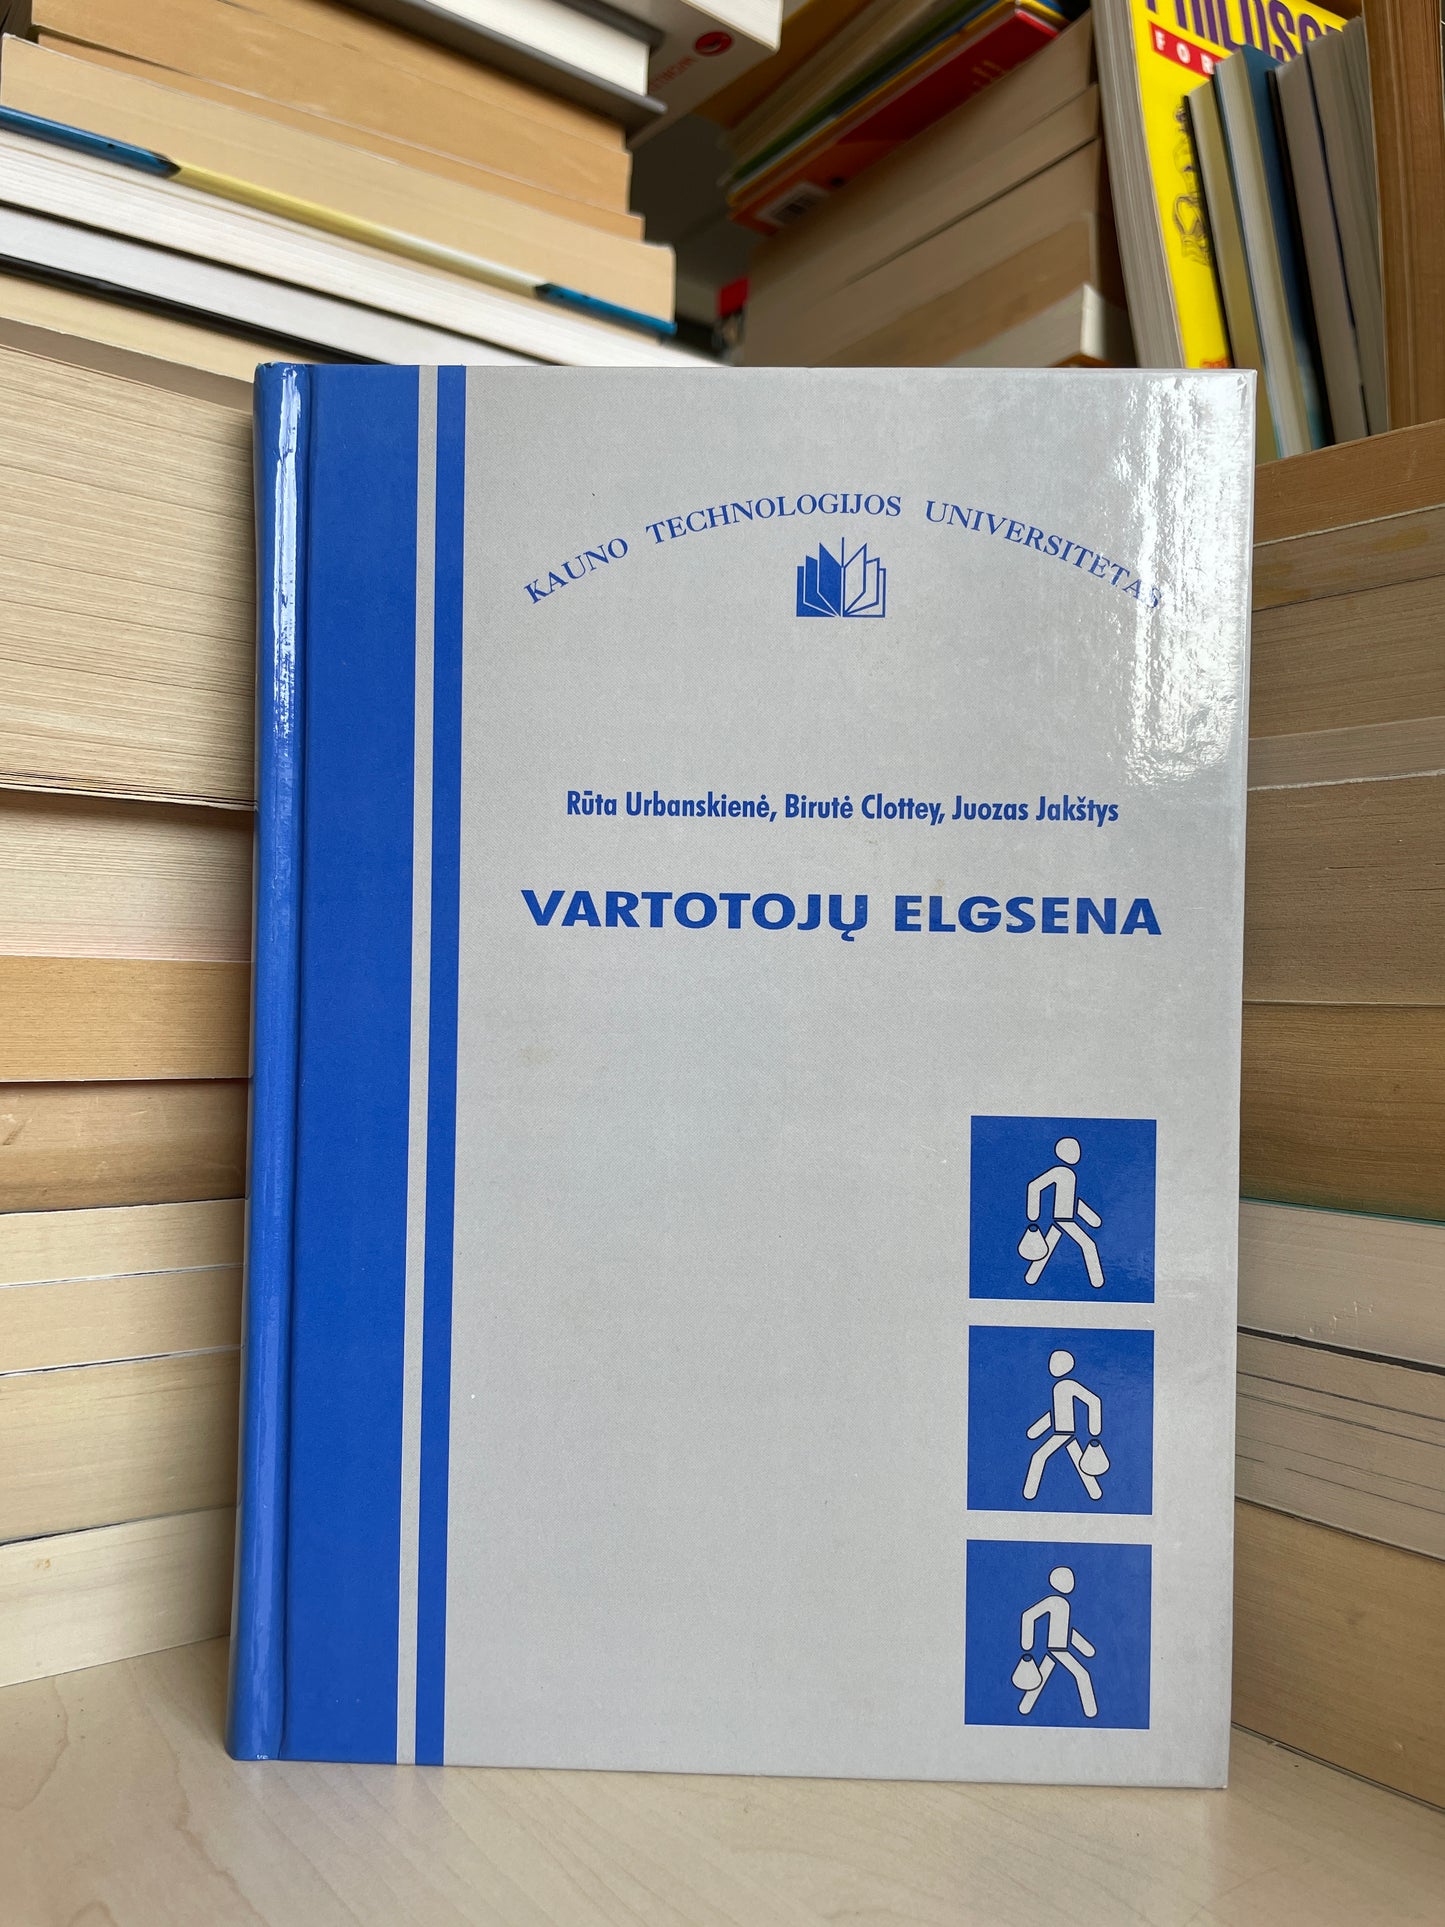 KAUNO TECHNOLOGIJOS UNIVERSITETAS
Rūta Urbanskienė, Birutė Clottey, Juozas Jakštys
VARTOTOJŲ ELGSENA